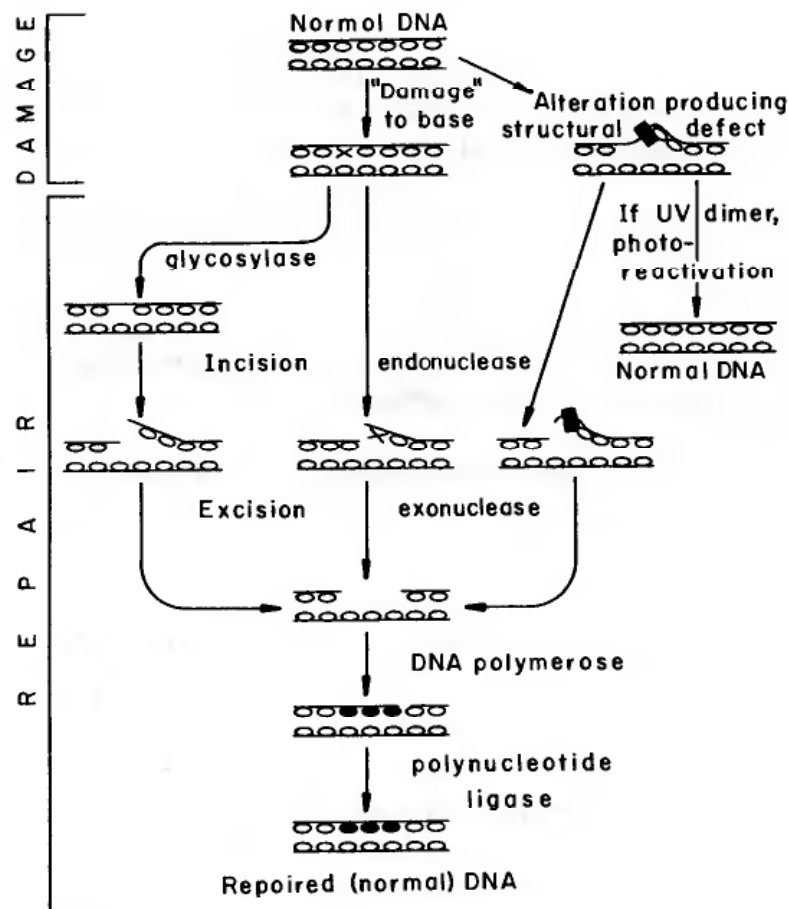 DAMAGE
Normol DNA
"Damage"
to base
Alteration producing
structural defect
If UV dimer,
photo-
reactivation
Normal DNA
REPAIR
glycosylase
Incision endonuclease
Excision exonuclease
DNA polymerose
polynucleotide
ligase
Repoired (normal) DNA